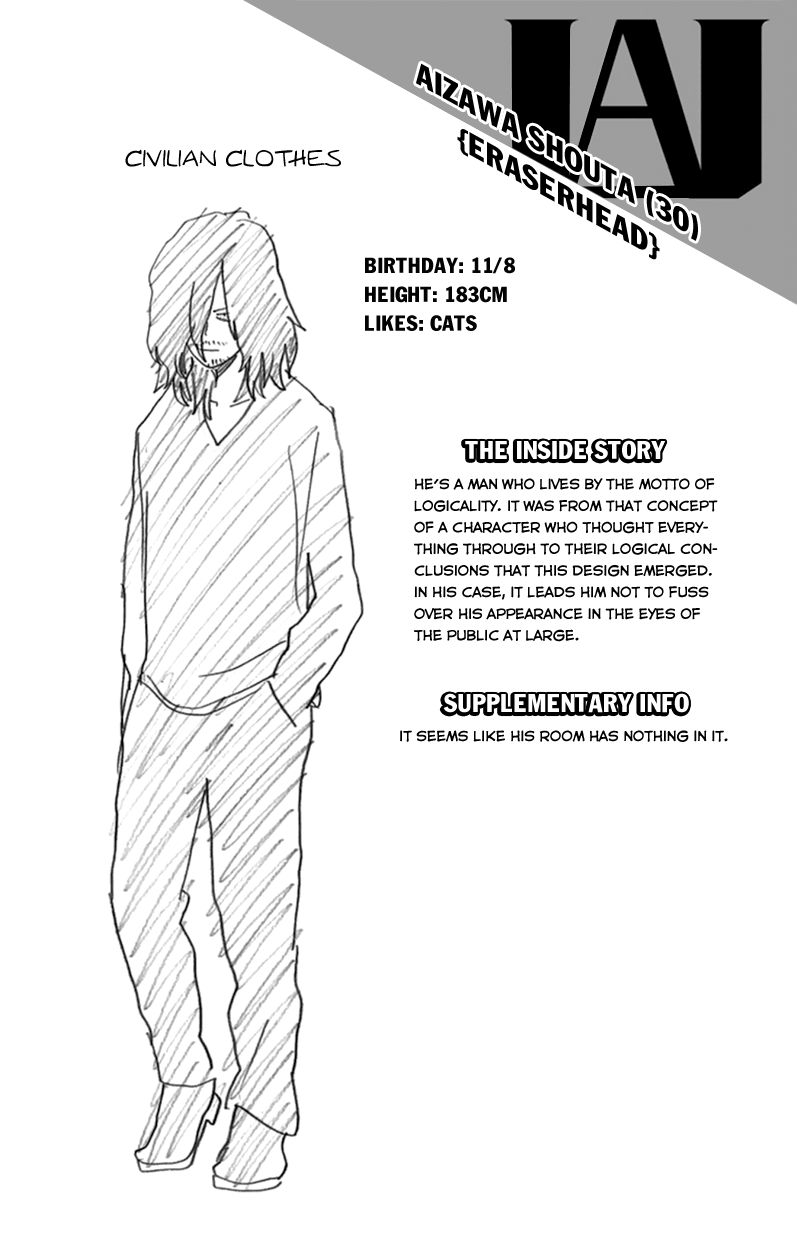 UA
AIZAWA SHOUTA (30)
{ERASERHEAD}
CIVILIAN CLOTHES
BIRTHDAY: 11/8
HEIGHT: 183CM
LIKES: CATS
THE INSIDE STORY
HE'S A MAN WHO LIVES BY THE MOTTO OF
LOGICALITY. IT WAS FROM THAT CONCEPT
OF A CHARACTER WHO THOUGHT EVERY-
THING THROUGH TO THEIR LOGICAL CON-
CLUSIONS THAT THIS DESIGN EMERGED.
IN HIS CASE, IT LEADS HIM NOT TO FUSS
OVER HIS APPEARANCE IN THE EYES OF
THE PUBLIC AT LARGE.
SUPPLEMENTARY INFO
IT SEEMS LIKE HIS ROOM HAS NOTHING IN IT.